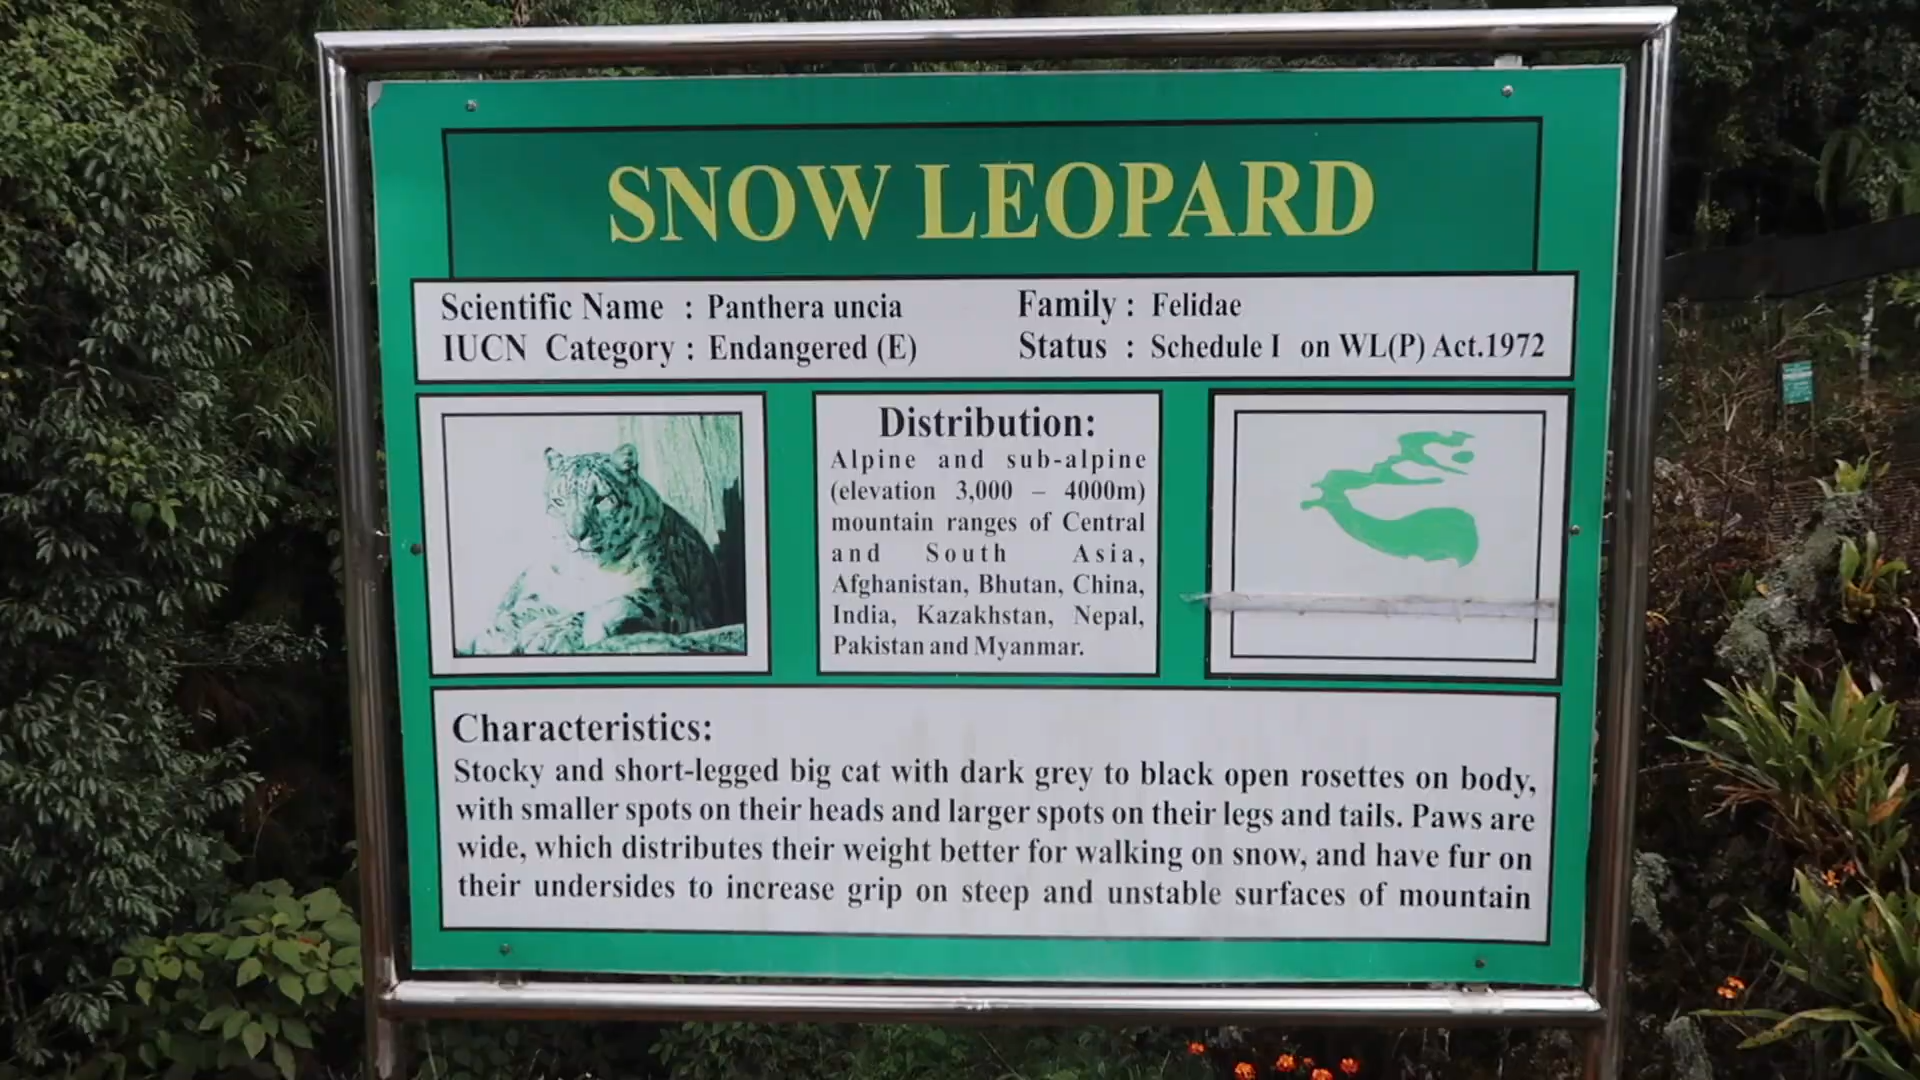 SNOW LEOPARD
Scientific Name : Panthera uncia
Family : Felidae
IUCN Category : Endangered (E)
Status : Schedule I on WL(P) Act.1972
Distribution:
Alpine and sub-alpine
(elevation 3,000 – 4000m)
mountain ranges of Central
and South Asia,
Afghanistan, Bhutan, China,
India, Kazakhstan, Nepal,
Pakistan and Myanmar.
Characteristics:
Stocky and short-legged big cat with dark grey to black open rosettes on body,
with smaller spots on their heads and larger spots on their legs and tails. Paws are
wide, which distributes their weight better for walking on snow, and have fur on
their undersides to increase grip on steep and unstable surfaces of mountain